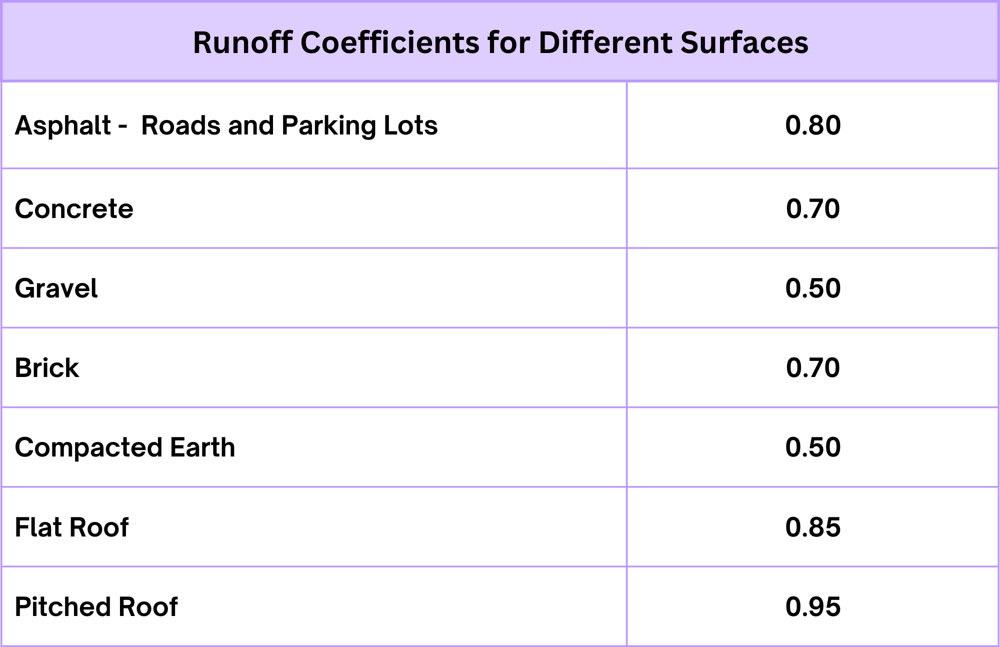 Runoff Coefficients for Different Surfaces
Asphalt -  Roads and Parking Lots 0.80
Concrete 0.70
Gravel 0.50
Brick 0.70
Compacted Earth 0.50
Flat Roof 0.85
Pitched Roof 0.95